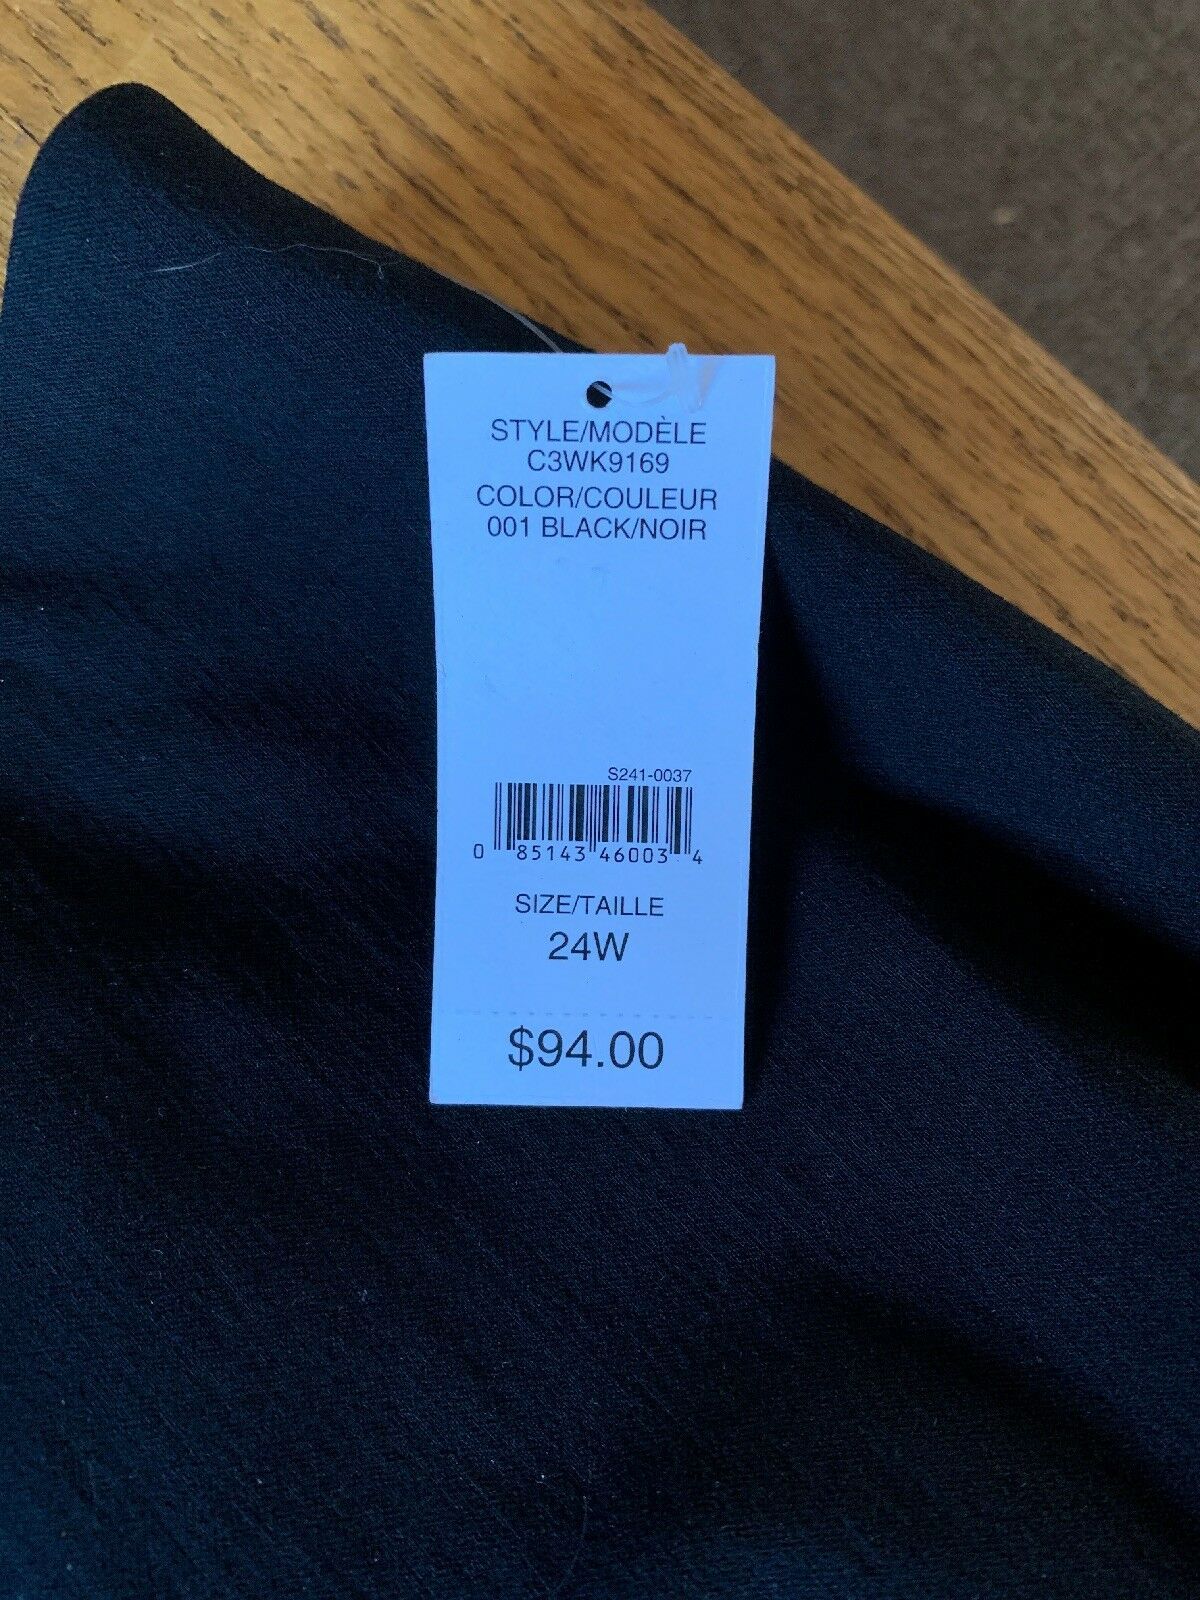 STYLE/MODÈLE
C3WK9169
COLOR/COULEUR
001 BLACK/NOIR
S241-0037
0 85143 46003 4
SIZE/TAILLE
24W
$94.00